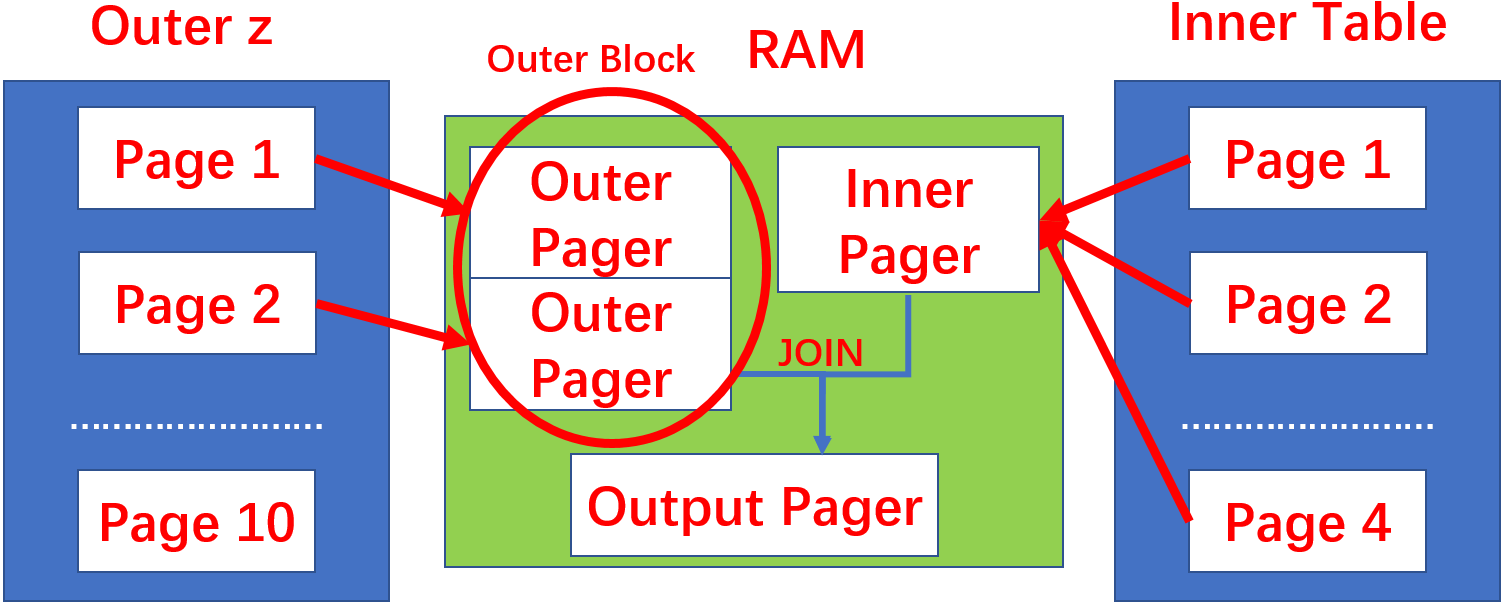 Outer z
Page 1
Page 2
Page 10
Outer Block
RAM
Outer
Pager
Outer
Pager
Inner
Pager
JOIN
Output Pager
Inner Table
Page 1
Page 2
Page 4